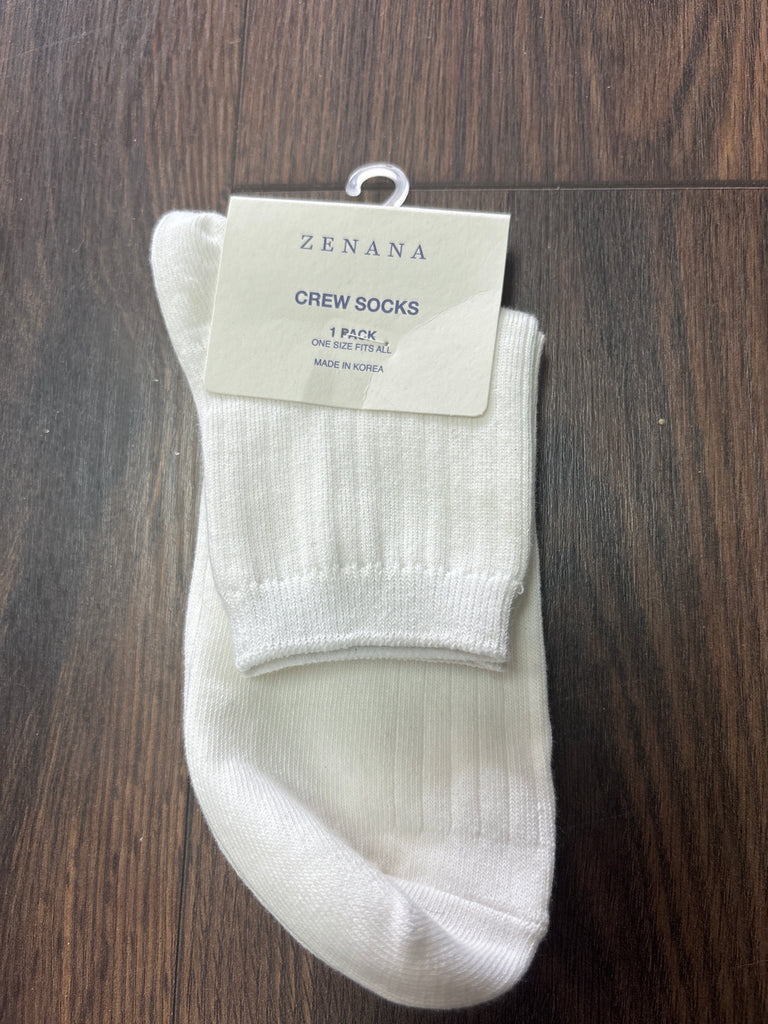 ZENANA
CREW SOCKS
1 PACK
ONE SIZE FITS ALL
MADE IN KOREA